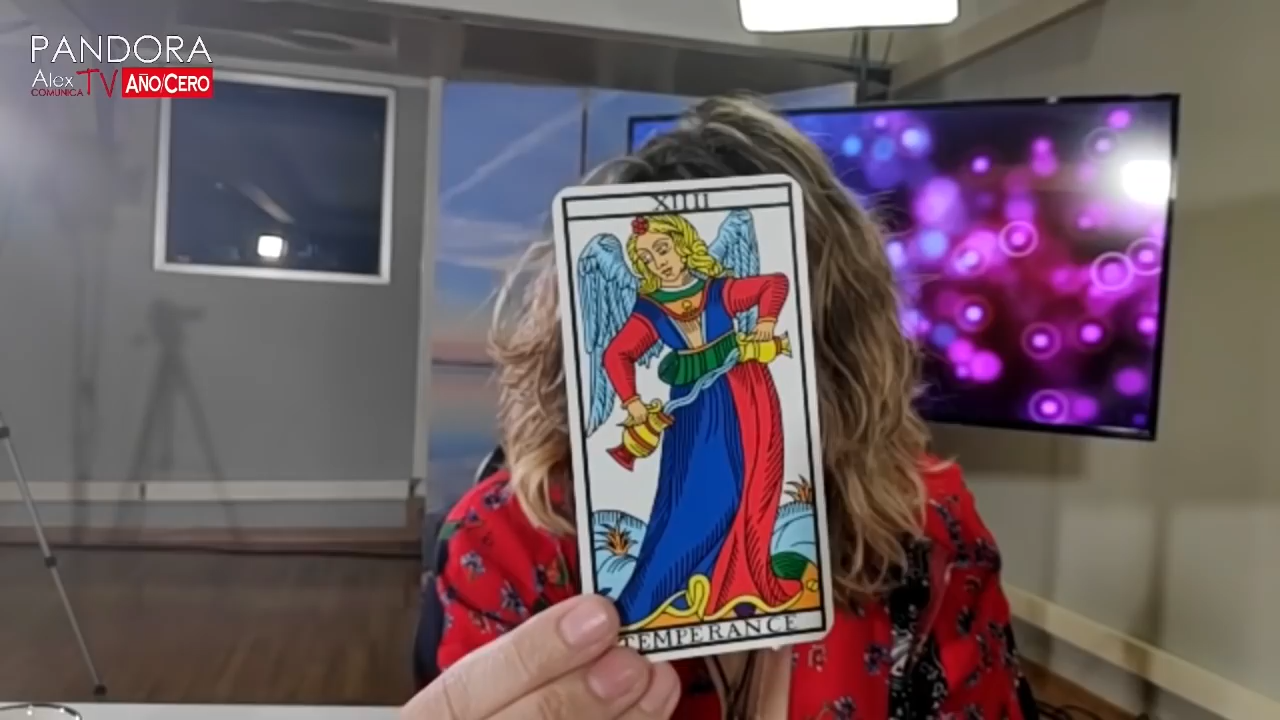 PANDORA
Alex TV AÑO/CERO
COMUNICA
XIIII
TEMPERANCE